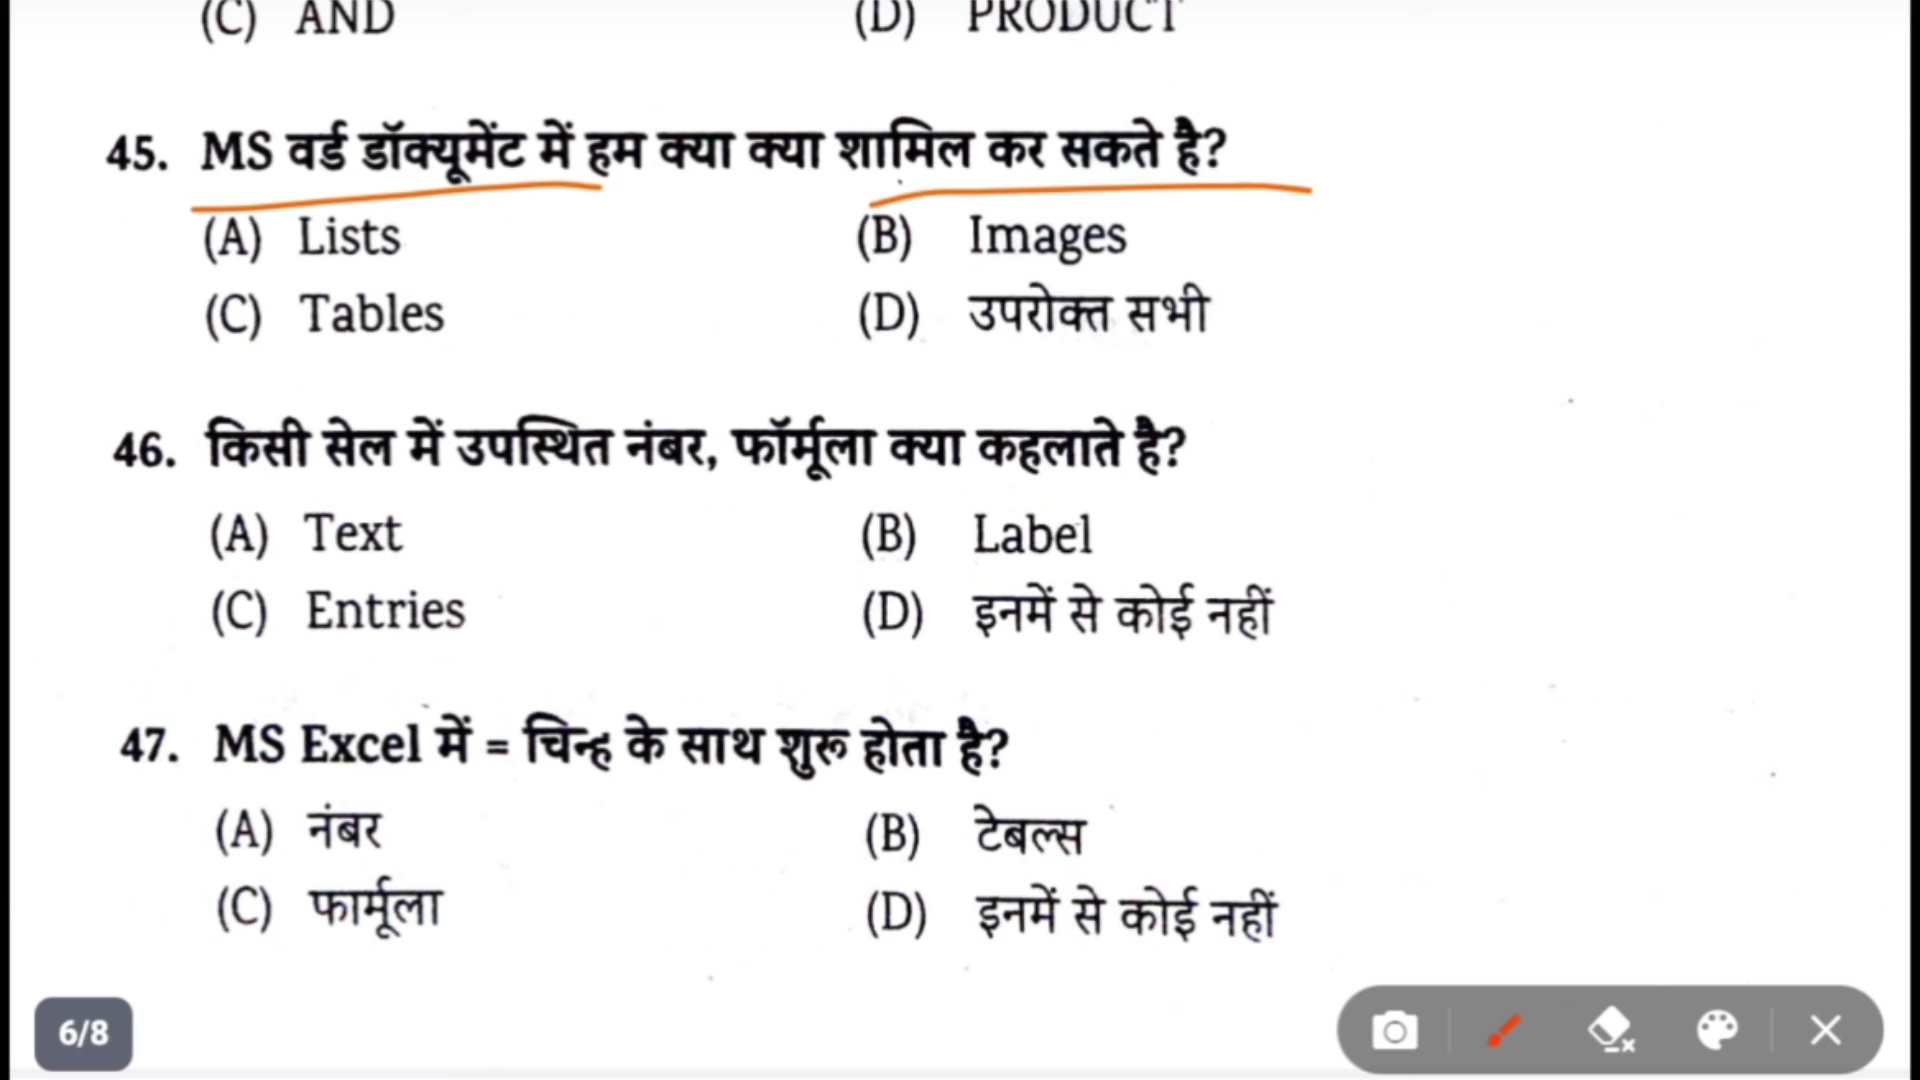 (C) AND (D) PRODUCT
45. MS वर्ड डॉक्यूमेंट में हम क्या क्या शामिल कर सकते है?
(A) Lists (B) Images
(C) Tables (D) उपरोक्त सभी
46. किसी सेल में उपस्थित नंबर, फॉर्मूला क्या कहलाते है?
(A) Text (B) Label
(C) Entries (D) इनमें से कोई नहीं
47. MS Excel में = चिन्ह के साथ शुरू होता है?
(A) नंबर (B) टेबल्स
(C) फार्मूला (D) इनमें से कोई नहीं
6/8